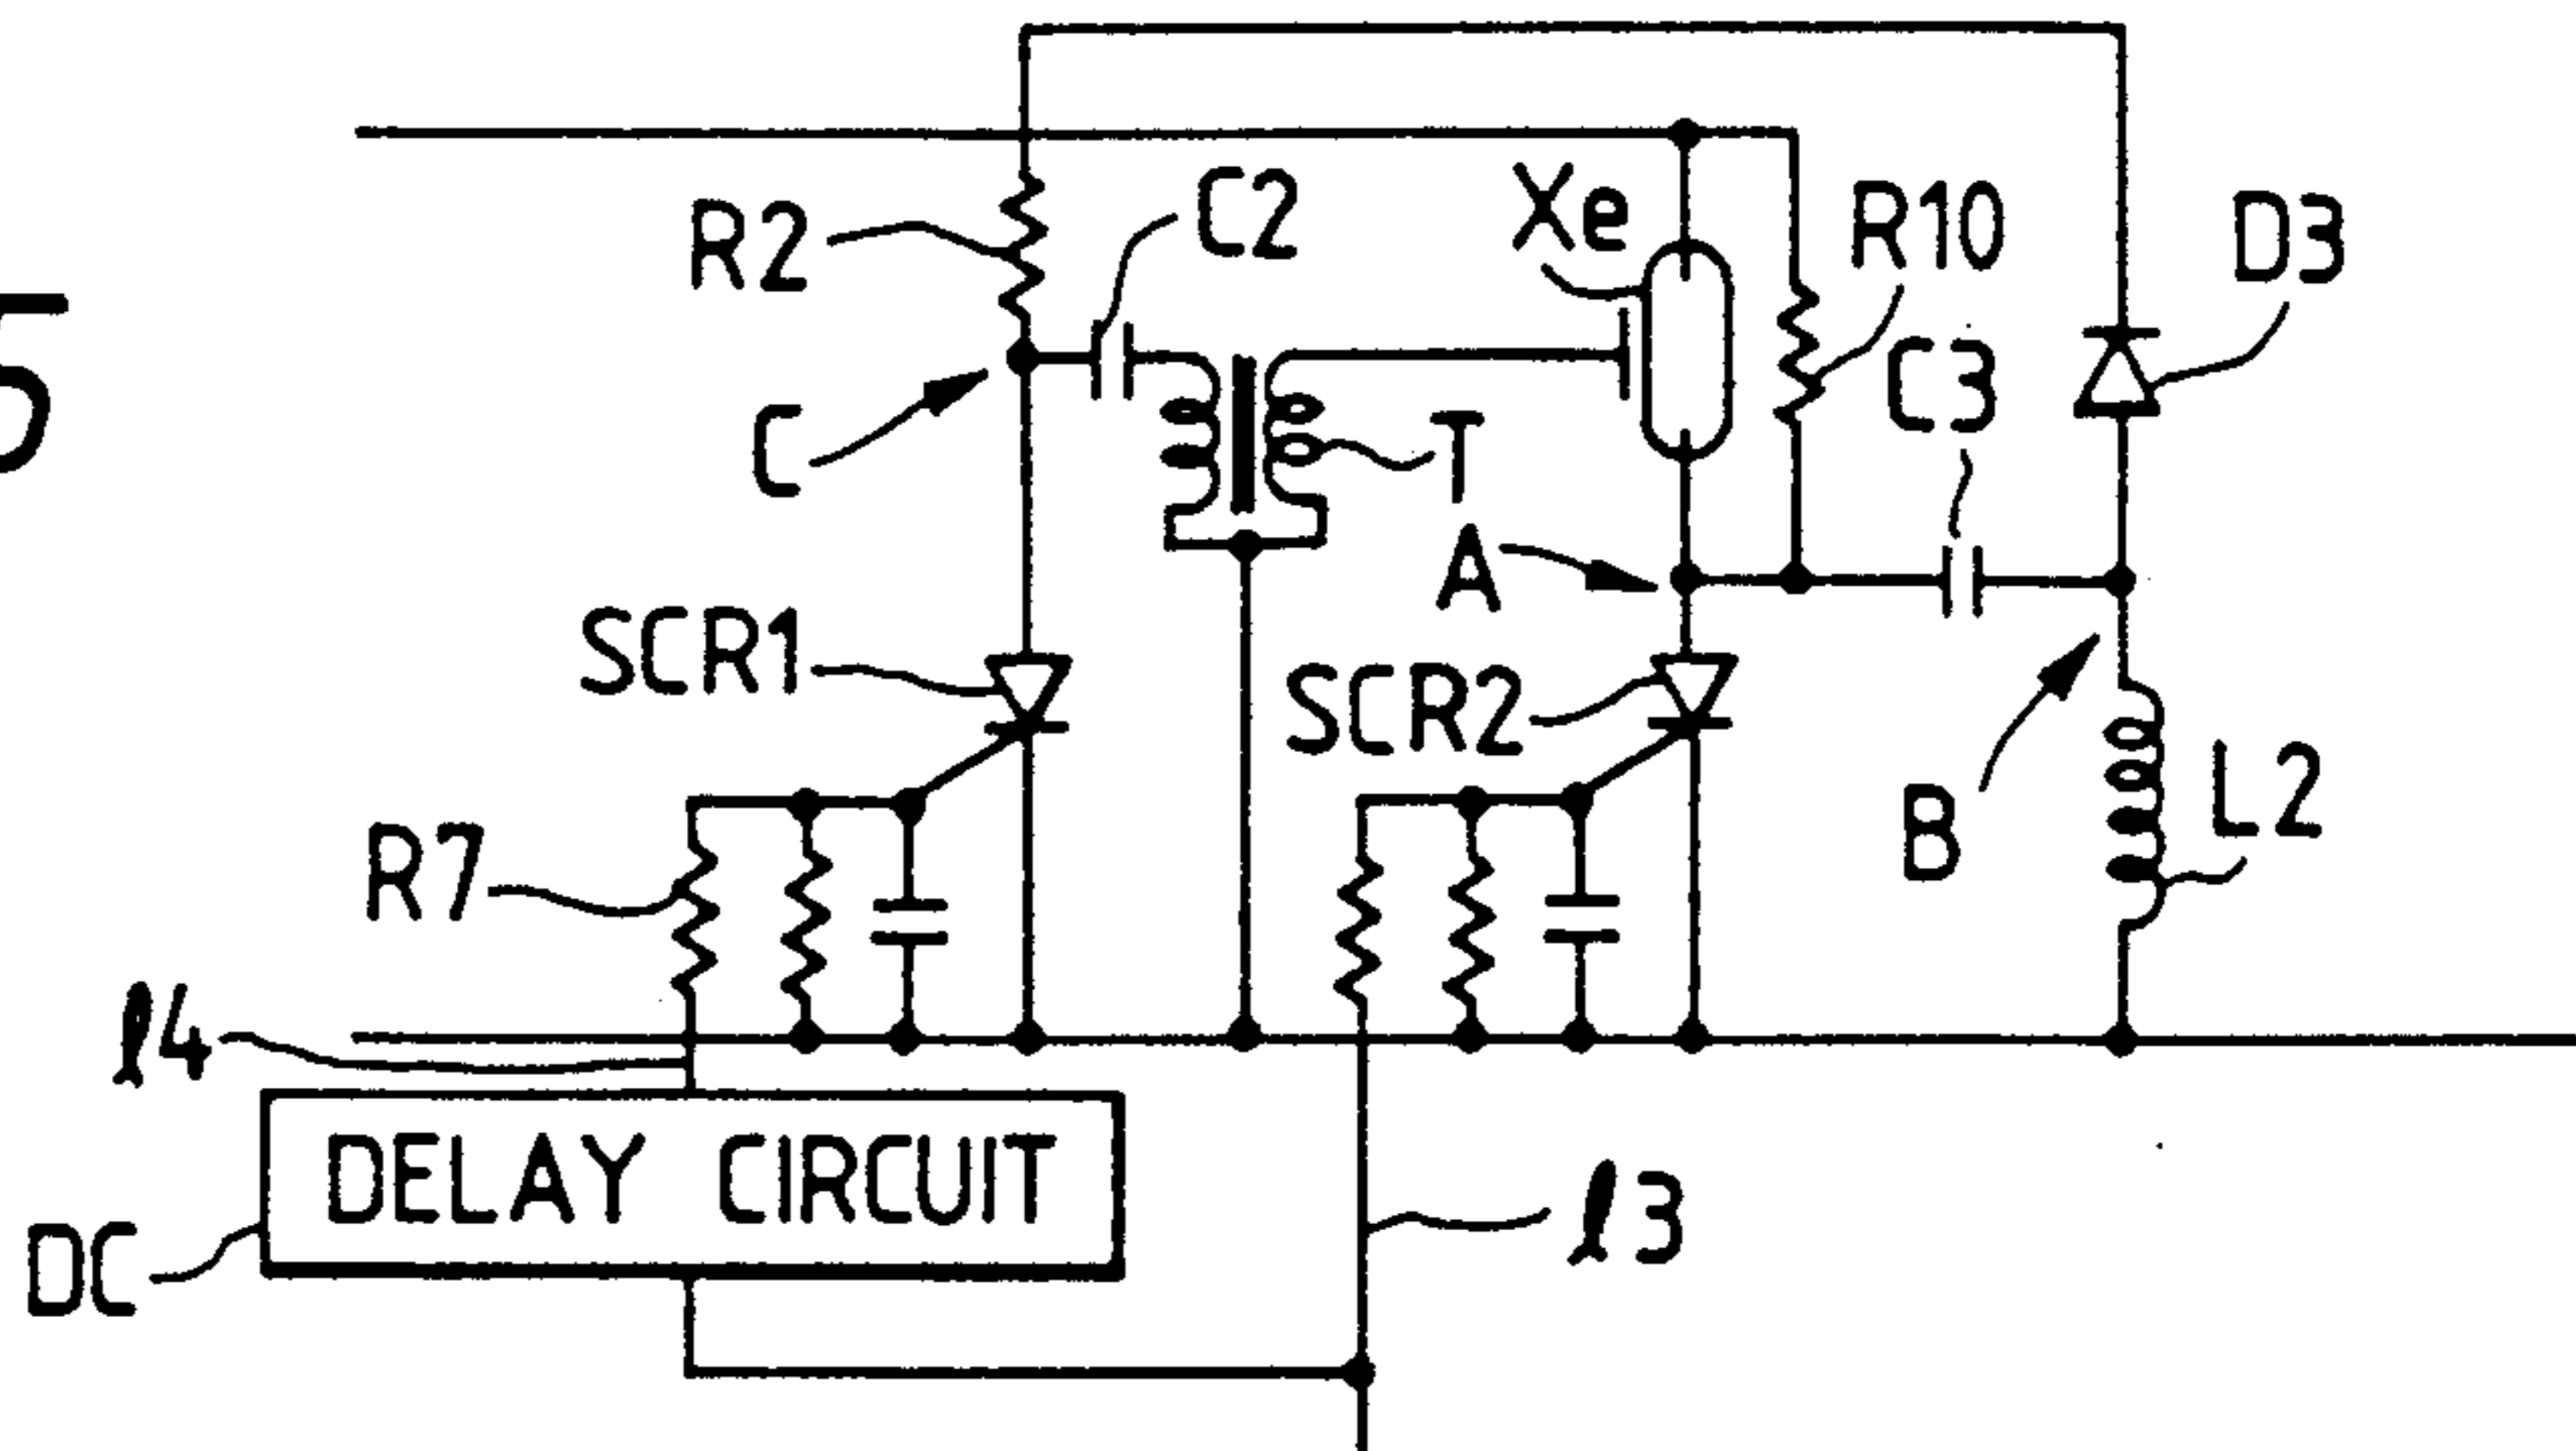 5
R2
C2
Xe
R10
D3
C
T
C3
A
SCR1
SCR2
B
L2
R7
ℓ4
DELAY CIRCUIT
DC
ℓ3